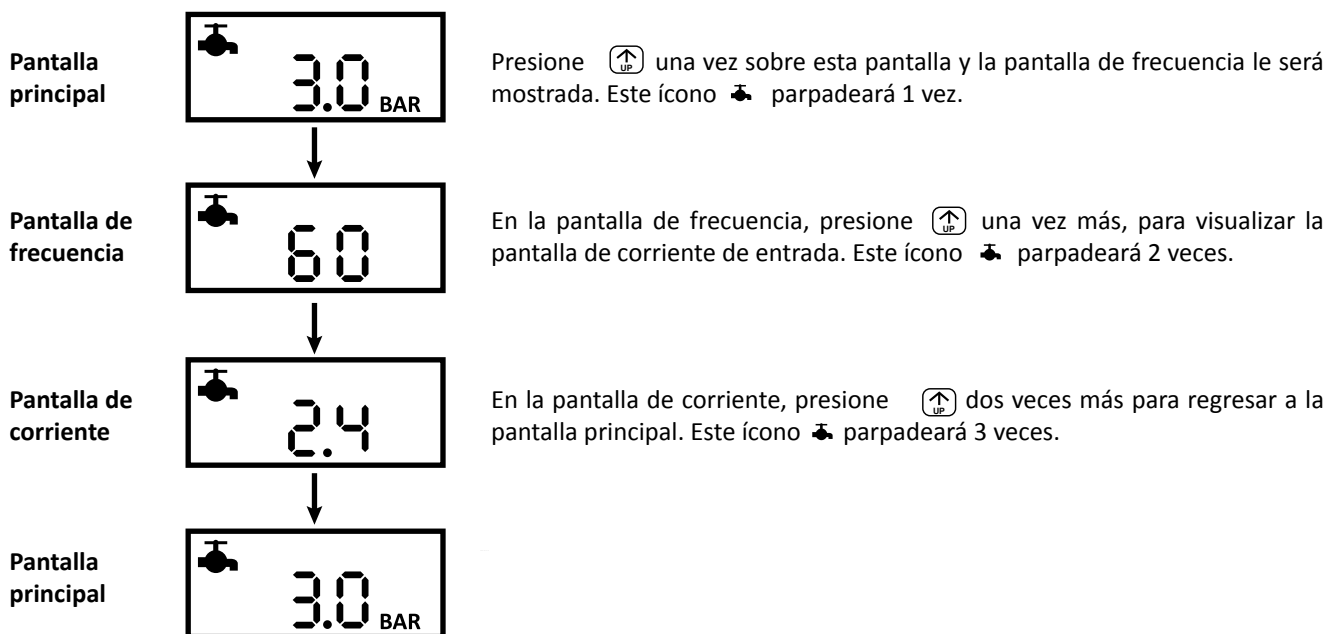 Pantalla
principal
3.0 BAR
Presione UP una vez sobre esta pantalla y la pantalla de frecuencia le será
mostrada. Este ícono parpadeará 1 vez.
Pantalla de
frecuencia
60
En la pantalla de frecuencia, presione UP una vez más, para visualizar la
pantalla de corriente de entrada. Este ícono parpadeará 2 veces.
Pantalla de
corriente
2.4
En la pantalla de corriente, presione UP dos veces más para regresar a la
pantalla principal. Este ícono parpadeará 3 veces.
Pantalla
principal
3.0 BAR